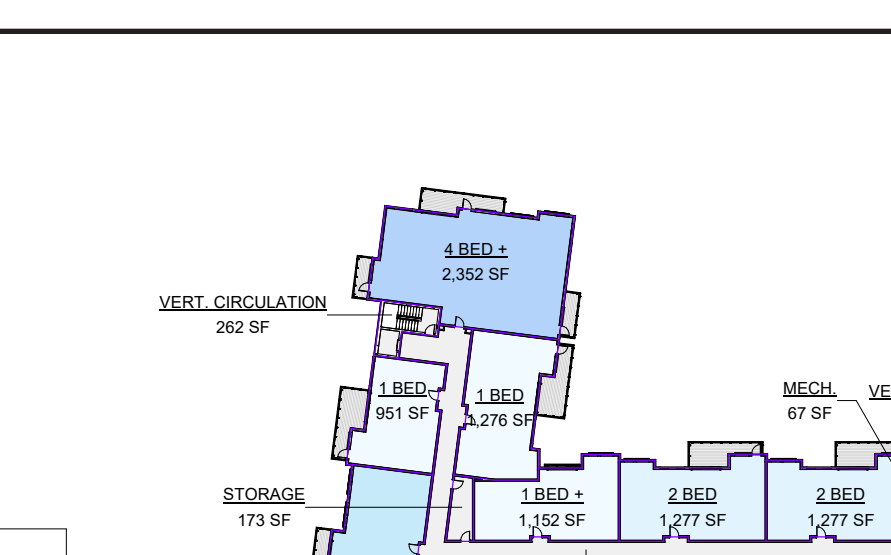 4 BED +
2,352 SF
VERT. CIRCULATION
262 SF
1 BED
951 SF
1 BED
1,276 SF
MECH.
67 SF
VE
STORAGE
173 SF
1 BED +
1,152 SF
2 BED
1,277 SF
2 BED
1,277 SF